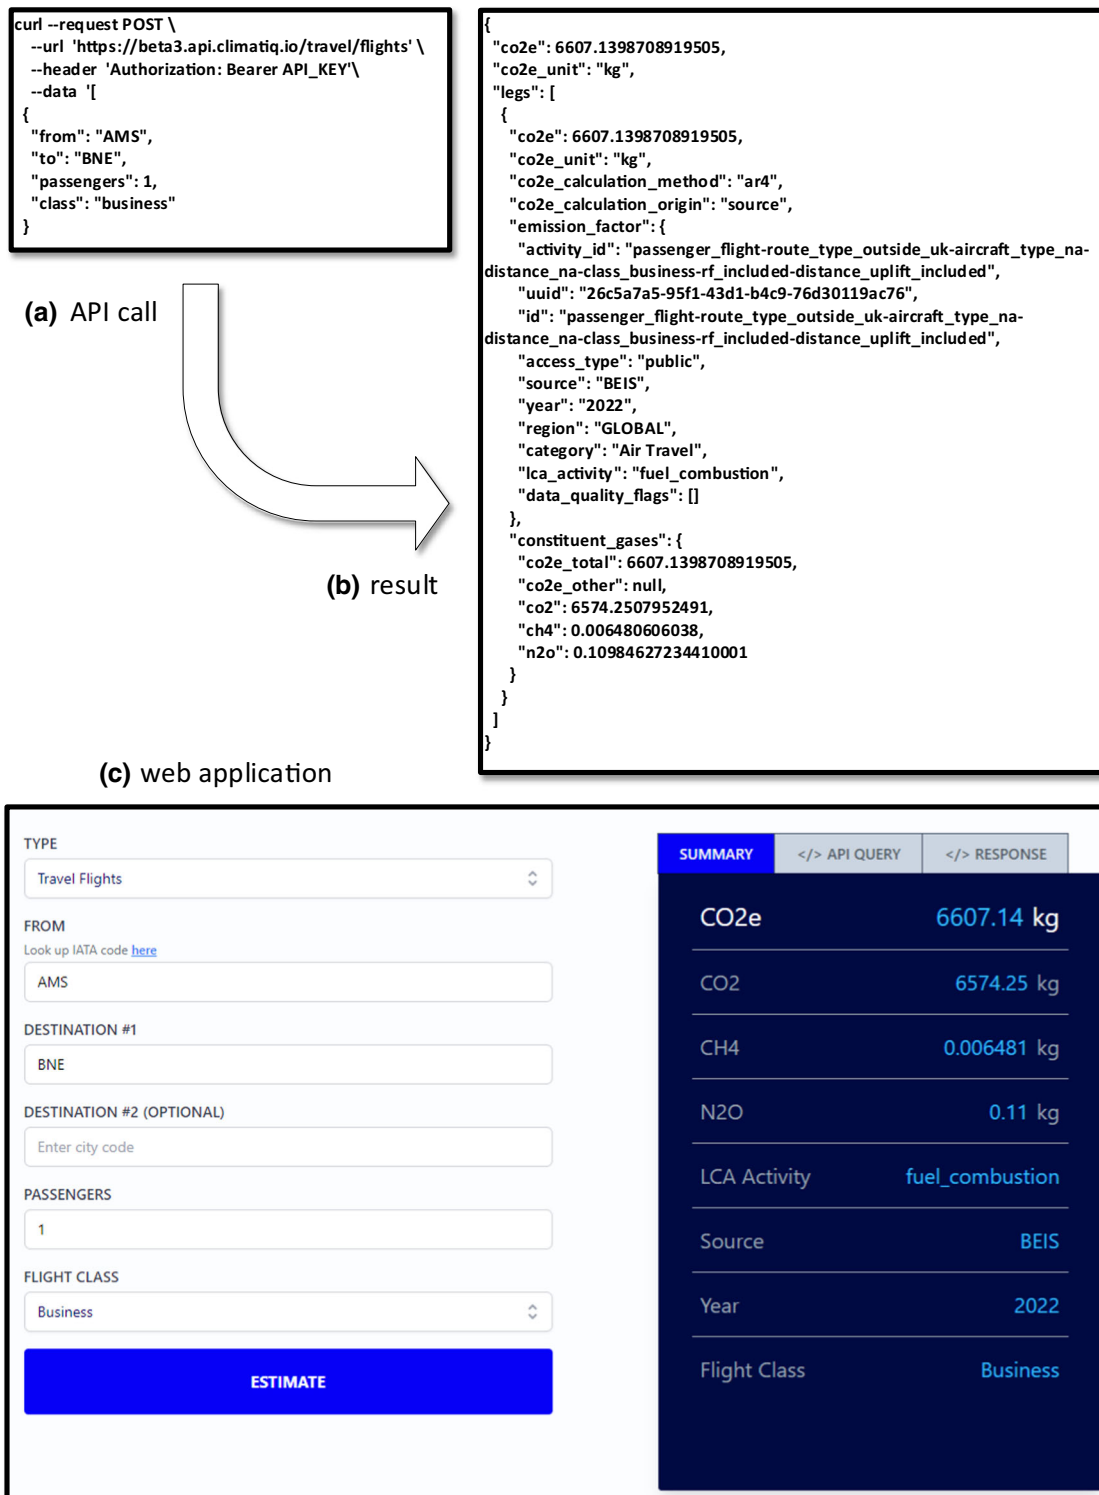 curl --request POST \
--url 'https://beta3.api.climatiq.io/travel/flights' \
--header 'Authorization: Bearer API_KEY'\
--data '[
{
"from": "AMS",
"to": "BNE",
"passengers": 1,
"class": "business"
}
(a) API call
{
"co2e": 6607.1398708919505,
"co2e_unit": "kg",
"legs": [
{
"co2e": 6607.1398708919505,
"co2e_unit": "kg",
"co2e_calculation_method": "ar4",
"co2e_calculation_origin": "source",
"emission_factor": {
"activity_id": "passenger_flight-route_type_outside_uk-aircraft_type_na-
distance_na-class_business-rf_included-distance_uplift_included",
"uuid": "26c5a7a5-95f1-43d1-b4c9-76d30119ac76",
"id": "passenger_flight-route_type_outside_uk-aircraft_type_na-
distance_na-class_business-rf_included-distance_uplift_included",
"access_type": "public",
"source": "BEIS",
"year": "2022",
"region": "GLOBAL",
"category": "Air Travel",
"lca_activity": "fuel_combustion",
"data_quality_flags": []
},
"constituent_gases": {
"co2e_total": 6607.1398708919505,
"co2e_other": null,
"co2": 6574.2507952491,
"ch4": 0.006480606038,
"n2o": 0.10984627234410001
}
}
]
}
(b) result
(c) web application
TYPE
Travel Flights
FROM
Look up IATA code here
AMS
DESTINATION #1
BNE
DESTINATION #2 (OPTIONAL)
Enter city code
PASSENGERS
1
FLIGHT CLASS
Business
ESTIMATE
SUMMARY </> API QUERY </> RESPONSE
CO2e 6607.14 kg
CO2 6574.25 kg
CH4 0.006481 kg
N2O 0.11 kg
LCA Activity fuel_combustion
Source BEIS
Year 2022
Flight Class Business